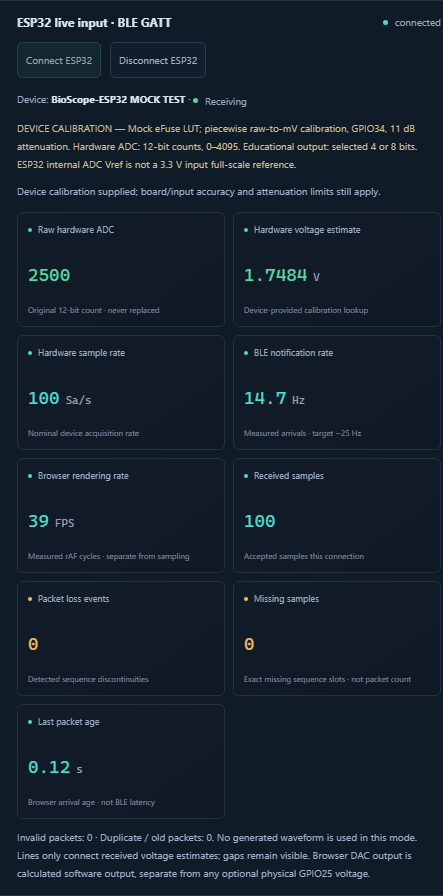 ESP32 live input · BLE GATT
connected
Connect ESP32
Disconnect ESP32
Device: BioScope-ESP32 MOCK TEST · Receiving
DEVICE CALIBRATION — Mock eFuse LUT; piecewise raw-to-mV calibration, GPIO34, 11 dB
attenuation. Hardware ADC: 12-bit counts, 0–4095. Educational output: selected 4 or 8 bits.
ESP32 internal ADC Vref is not a 3.3 V input full-scale reference.
Device calibration supplied; board/input accuracy and attenuation limits still apply.
Raw hardware ADC
2500
Original 12-bit count · never replaced
Hardware voltage estimate
1.7484 V
Device-provided calibration lookup
Hardware sample rate
100 Sa/s
Nominal device acquisition rate
BLE notification rate
14.7 Hz
Measured arrivals · target ~25 Hz
Browser rendering rate
39 FPS
Measured rAF cycles · separate from sampling
Received samples
100
Accepted samples this connection
Packet loss events
0
Detected sequence discontinuities
Missing samples
0
Exact missing sequence slots · not packet count
Last packet age
0.12 s
Browser arrival age · not BLE latency
Invalid packets: 0 · Duplicate / old packets: 0. No generated waveform is used in this mode.
Lines only connect received voltage estimates; gaps remain visible. Browser DAC output is
calculated software output, separate from any optional physical GPIO25 voltage.